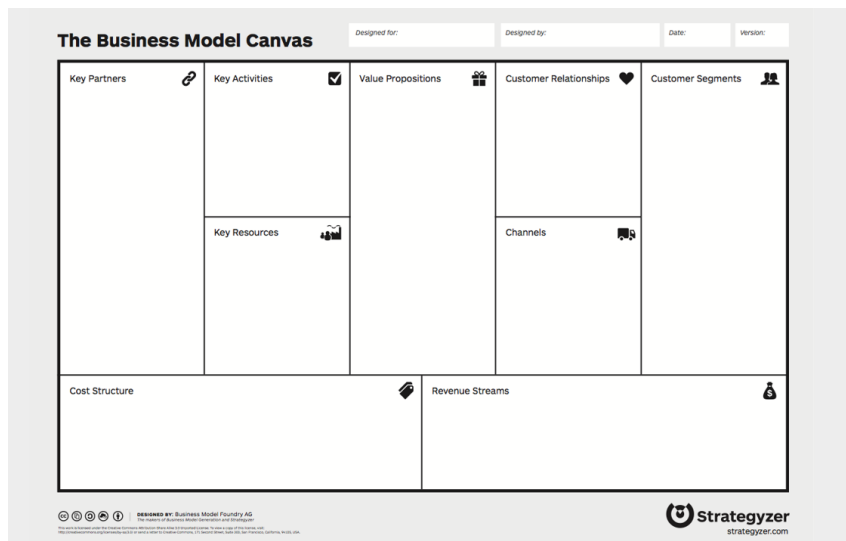 The Business Model Canvas
Designed for:
Designed by:
Date:
Version:
Key Partners
Key Activities
Value Propositions
Customer Relationships
Customer Segments
Key Resources
Channels
Cost Structure
Revenue Streams
DESIGNED BY: Business Model Foundry AG
The makers of Business Model Generation and Strategyzer
Strategyzer
strategyzer.com